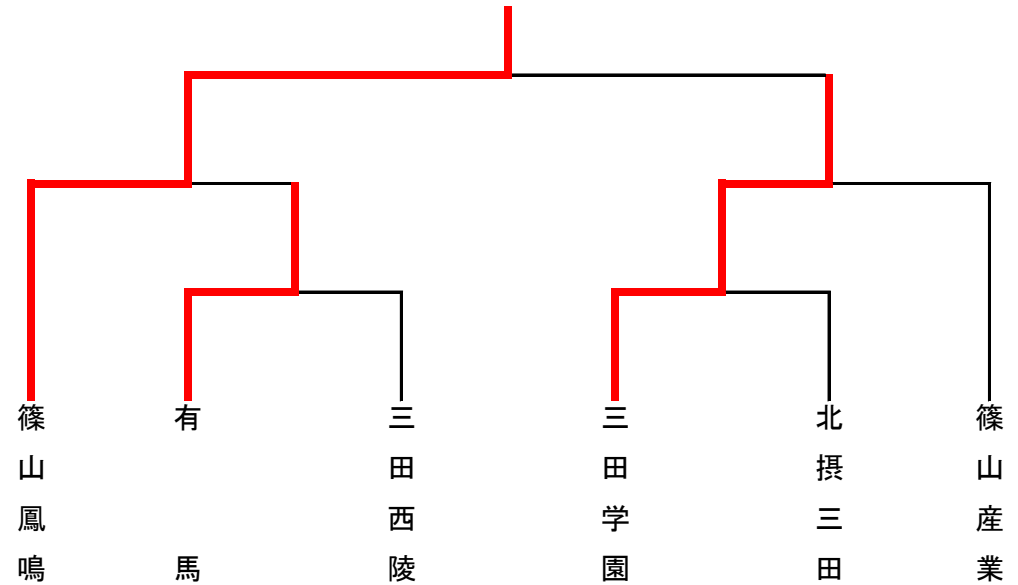 篠山鳳鳴
有馬
三田西陵
三田学園
北摂三田
篠山産業